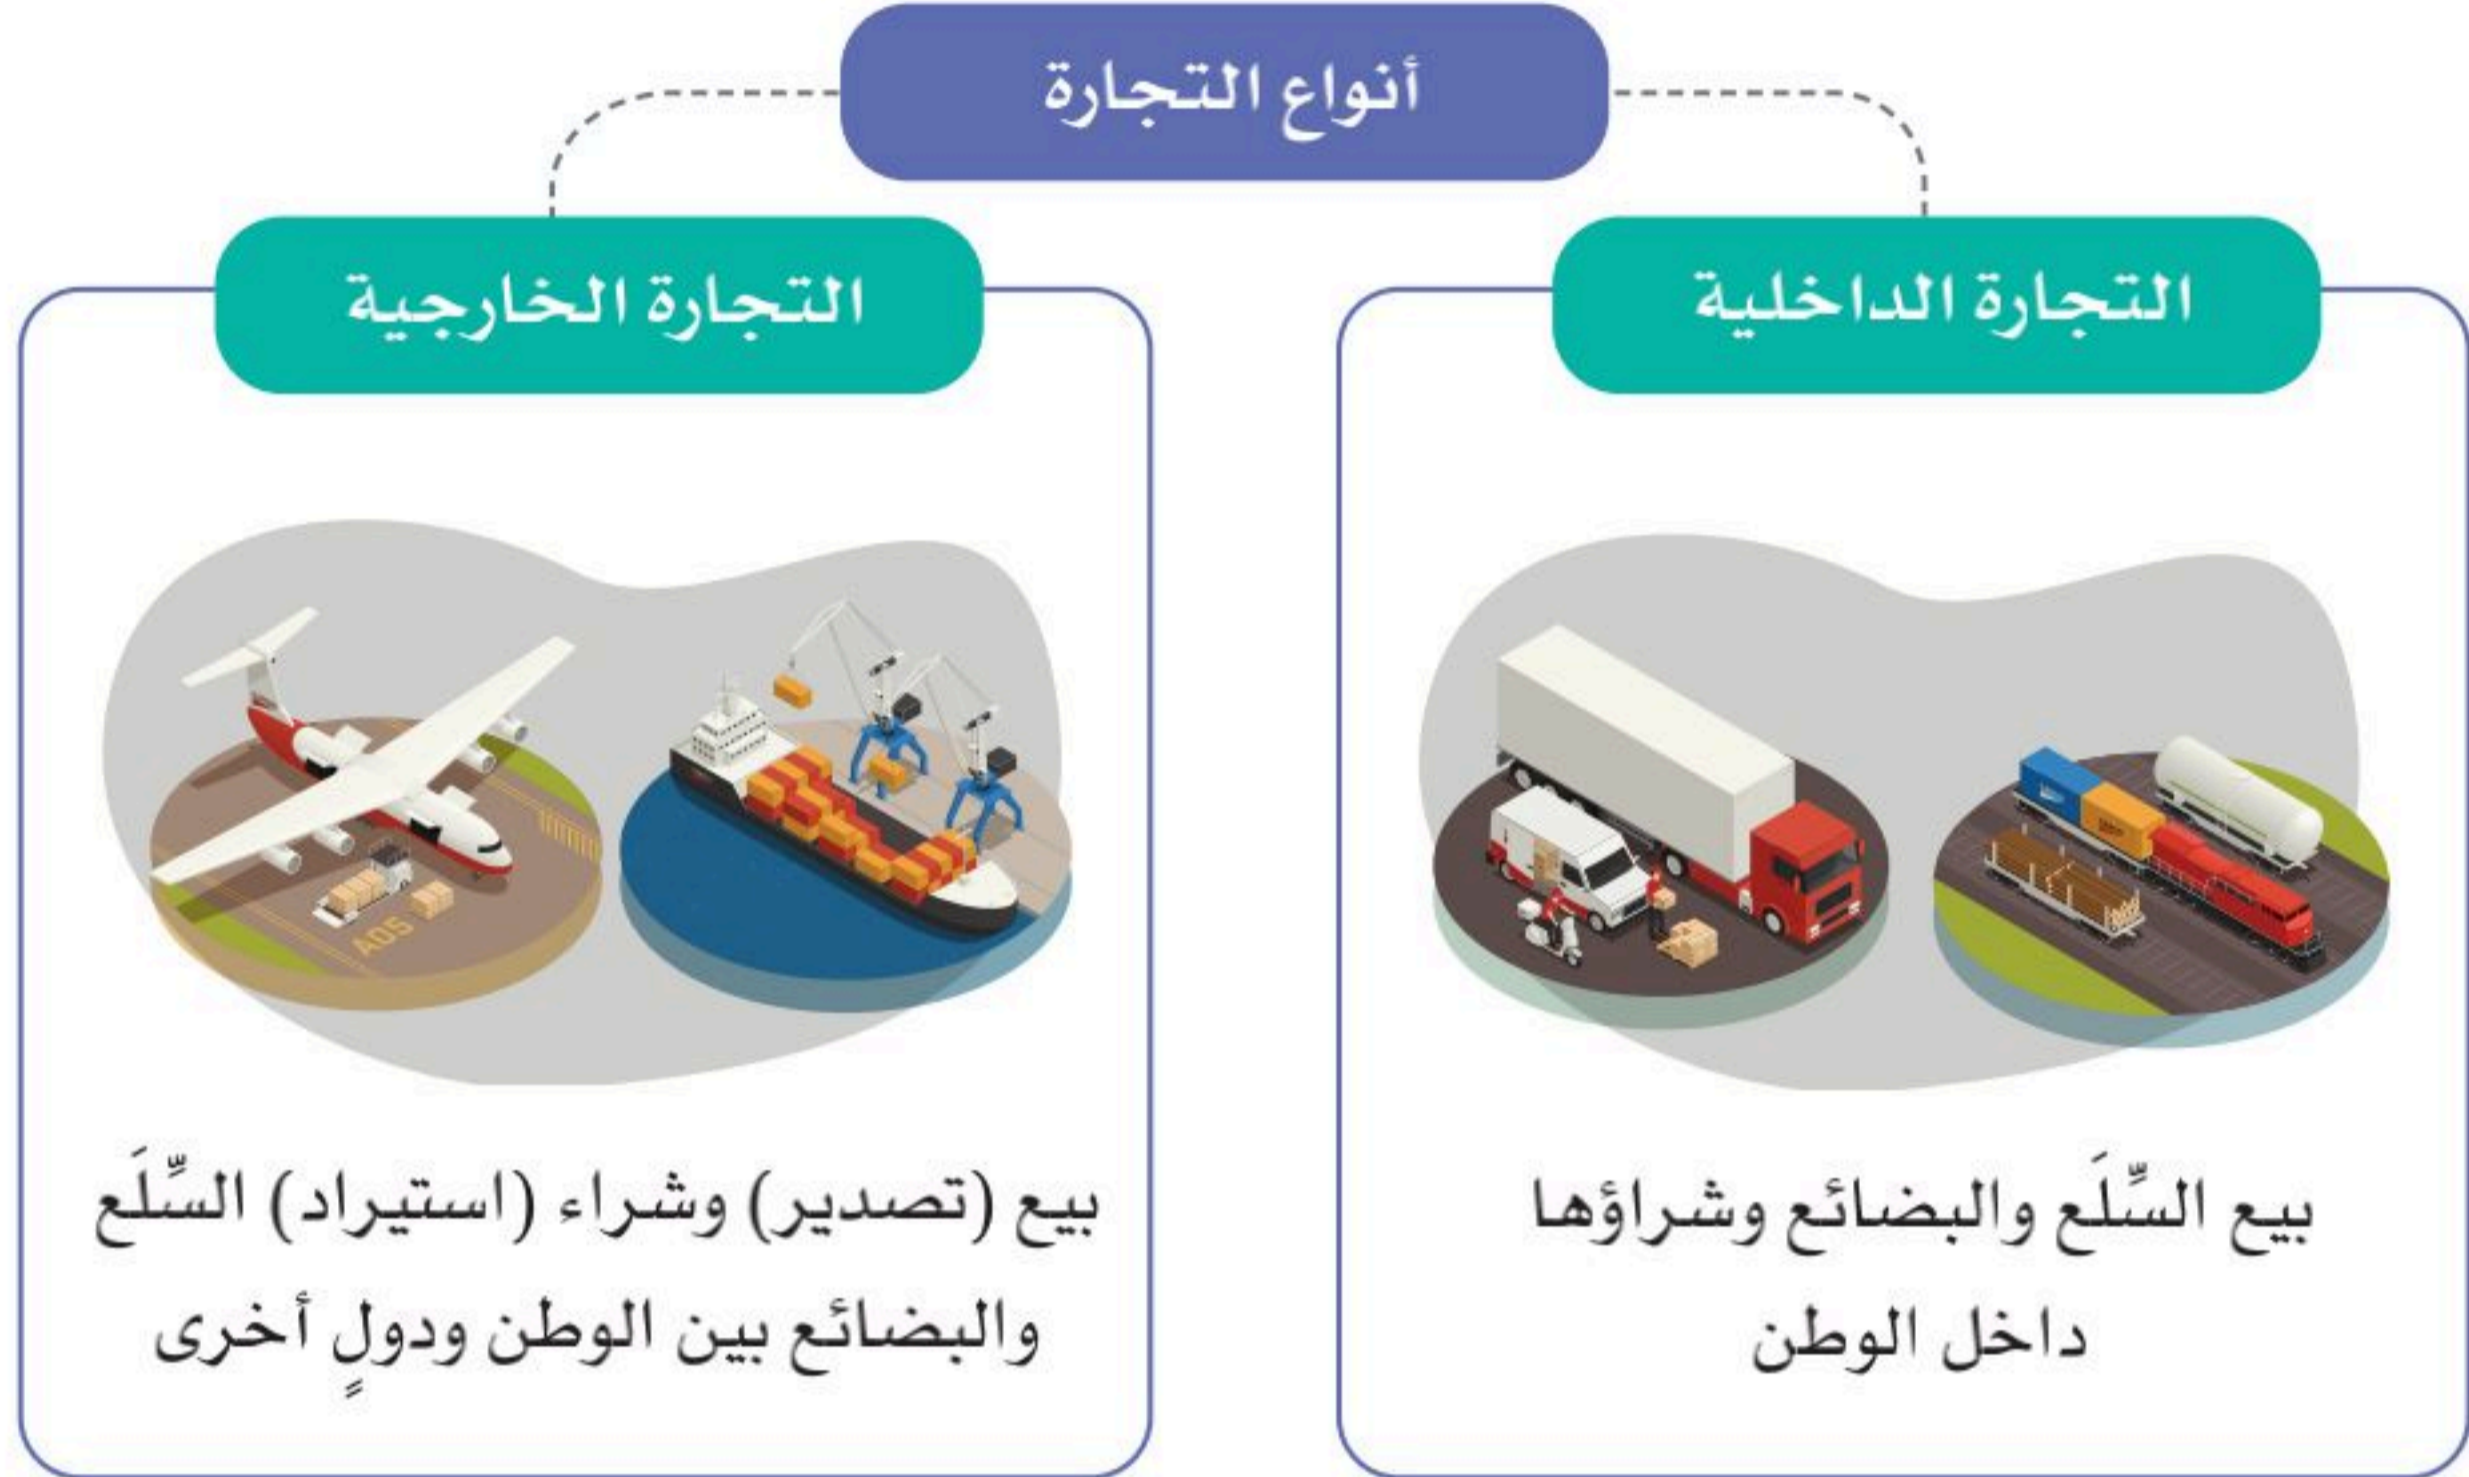 أنواع التجارة
التجارة الداخلية
بيع السِّلَع والبضائع وشراؤها
داخل الوطن
التجارة الخارجية
A05
بيع (تصدير) وشراء (استيراد) السِّلَع
والبضائع بين الوطن ودولٍ أخرى